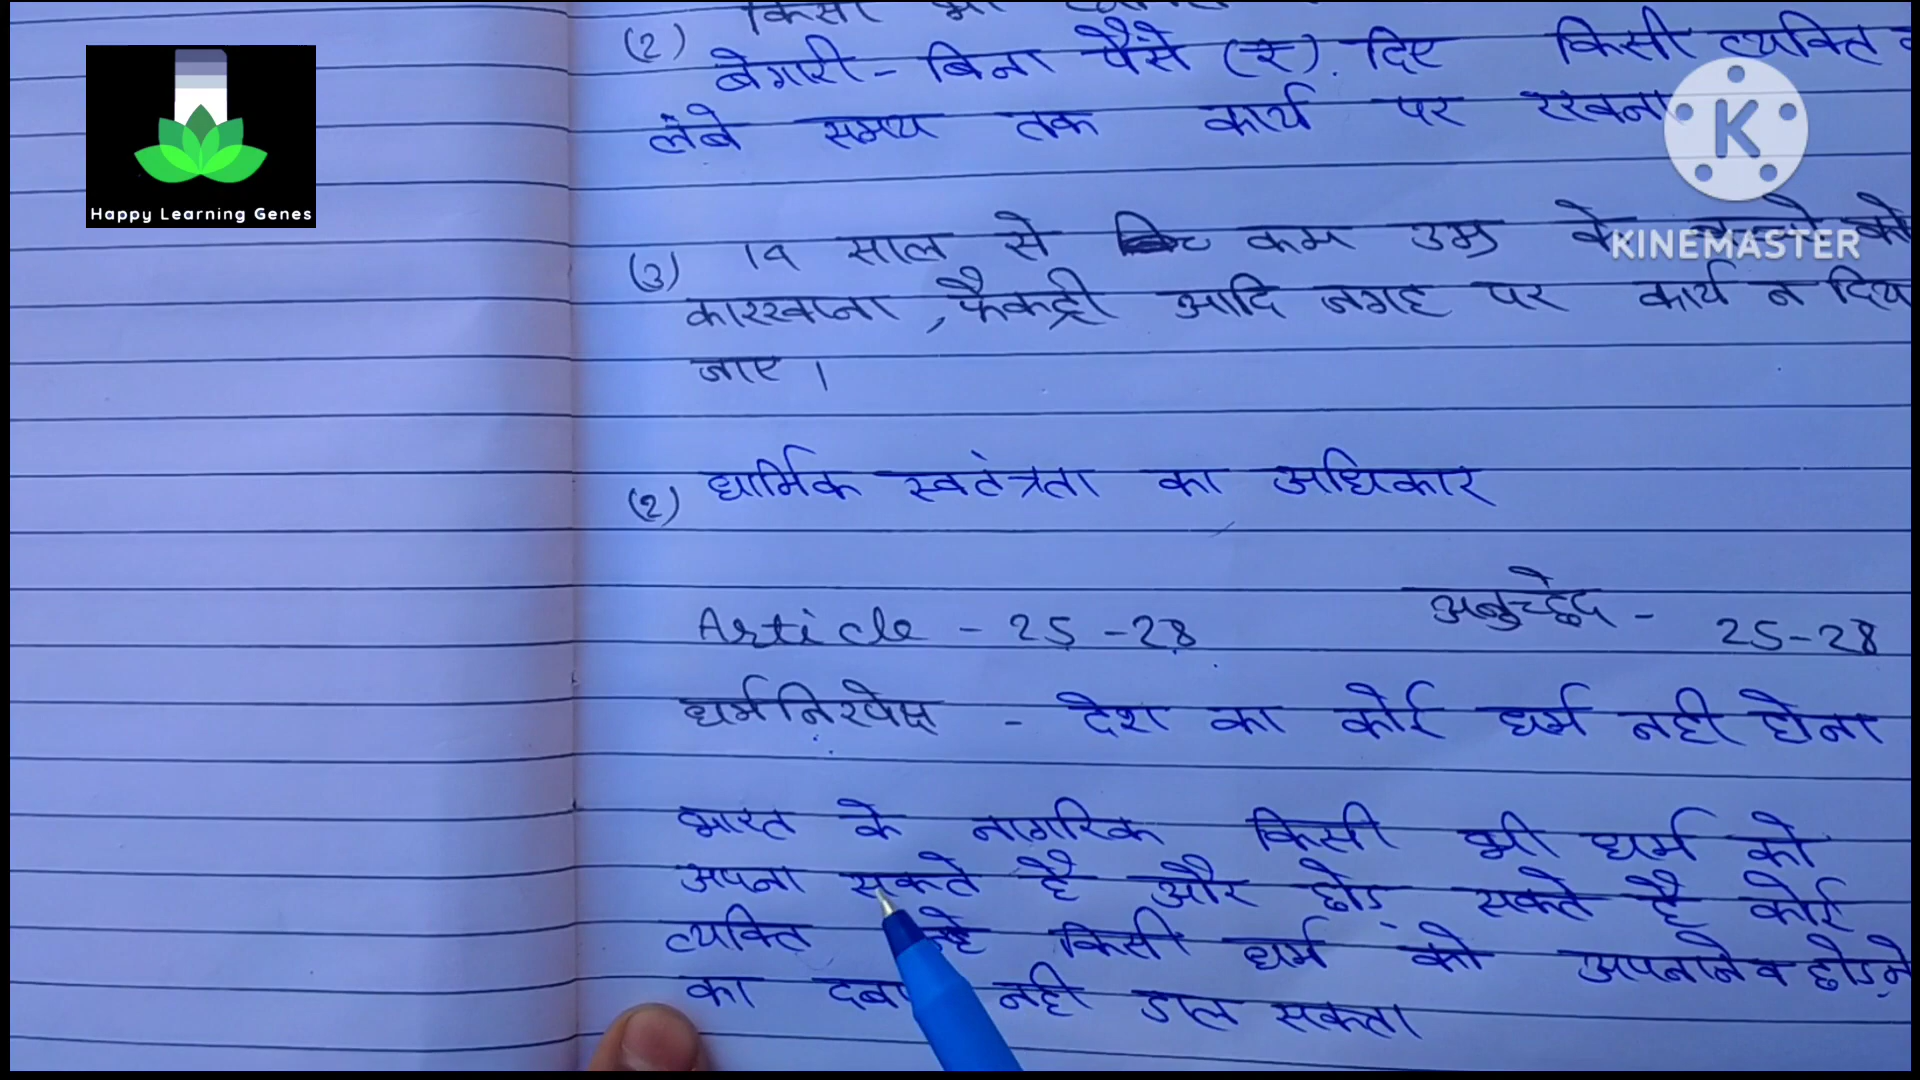 (2) किसी भी
बेगारी - बिना पैसे (₹). दिए किसी व्यक्ति
लंबे समय तक कार्य पर रखना
(3) 14 साल से कम उम्र के को
कारखाना, फैकट्री आदि जगह पर कार्य न दिय
जाए ।
(2) धार्मिक स्वतंत्रता का अधिकार
Article - 25 - 28 अनुच्छेद - 25-28
धर्मनिरपेक्ष - देश का कोई धर्म नही होना
भारत के नागरिक किसी भी धर्म को
अपना सकते है और छोड़ सकते है कोई
व्यक्ति किसी धर्म को अपनाने व छोड़ने
का नही डाल सकता
Happy Learning Genes
K
KINEMASTER